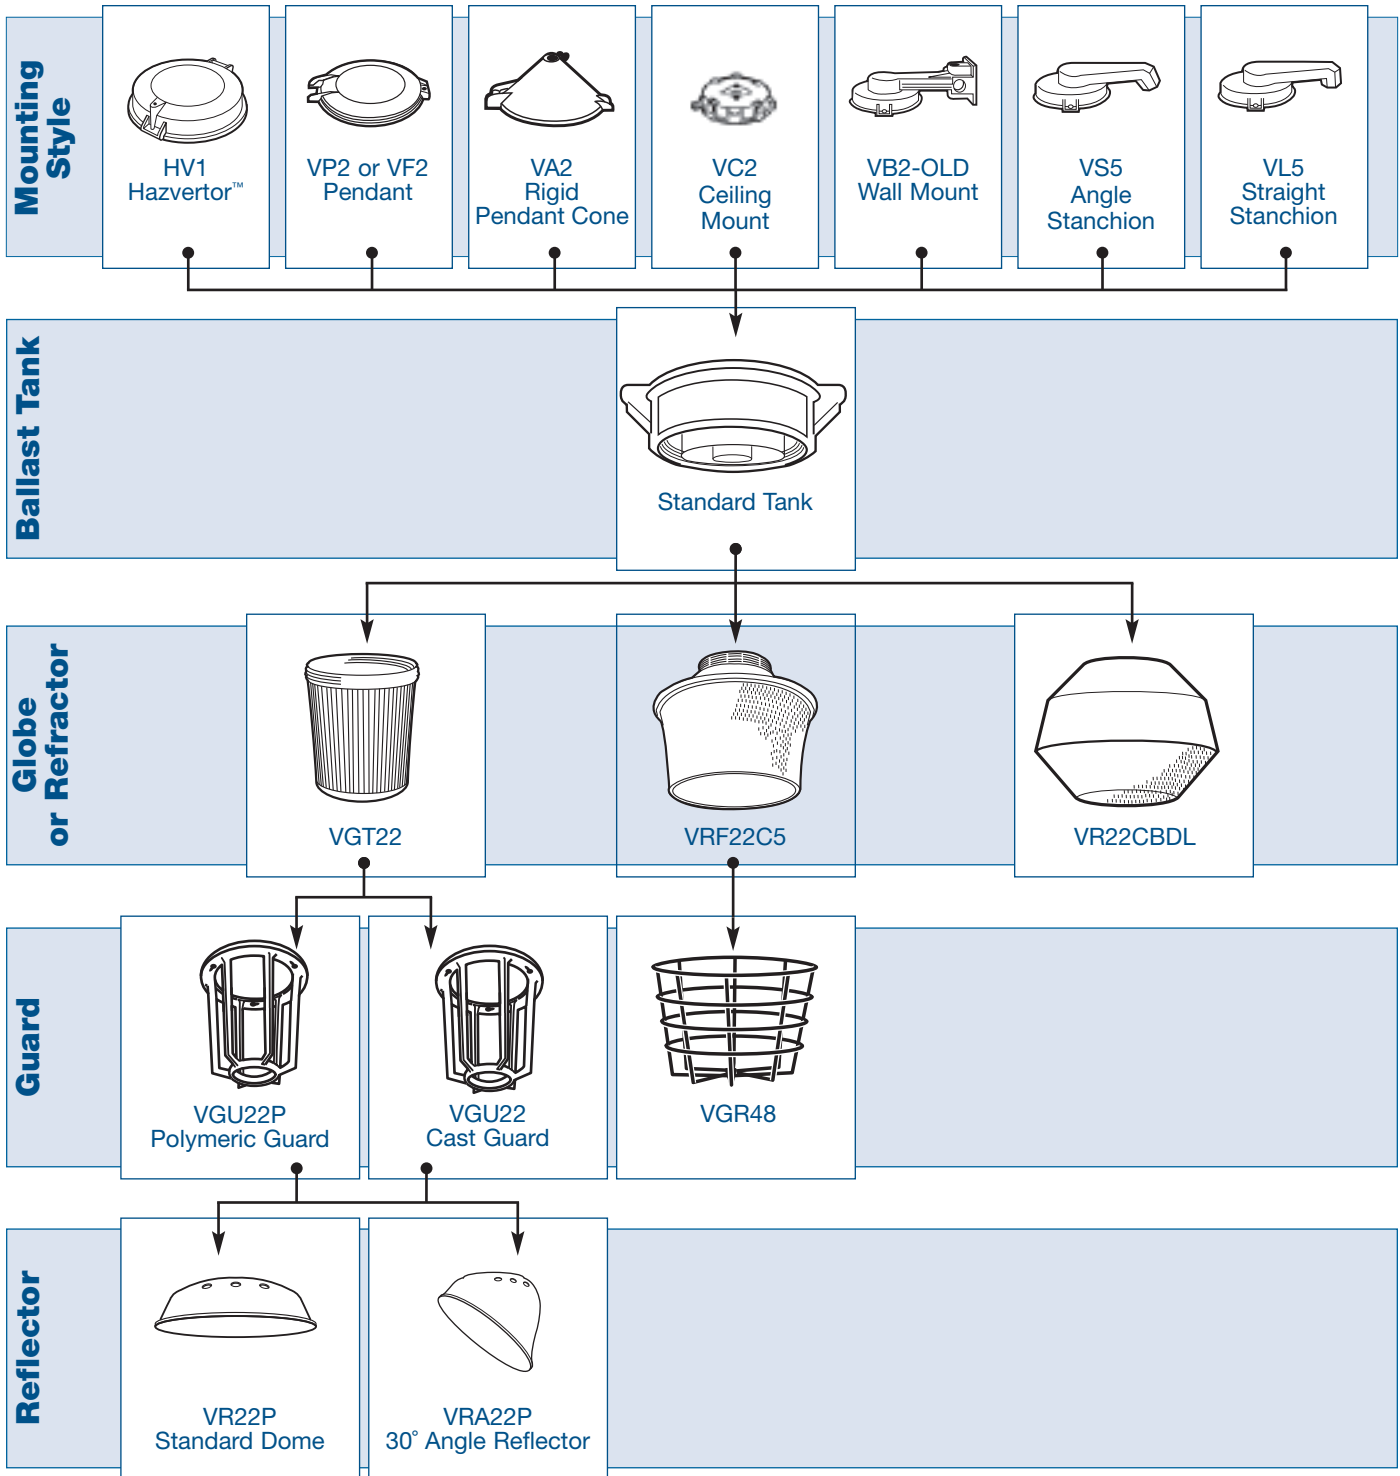 Mounting
Style
HV1
Hazvertor™
VP2 or VF2
Pendant
VA2
Rigid
Pendant Cone
VC2
Ceiling
Mount
VB2-OLD
Wall Mount
VS5
Angle
Stanchion
VL5
Straight
Stanchion
Ballast Tank
Standard Tank
Globe
or Refractor
VGT22
VRF22C5
VR22CBDL
Guard
VGU22P
Polymeric Guard
VGU22
Cast Guard
VGR48
Reflector
VR22P
Standard Dome
VRA22P
30˚ Angle Reflector